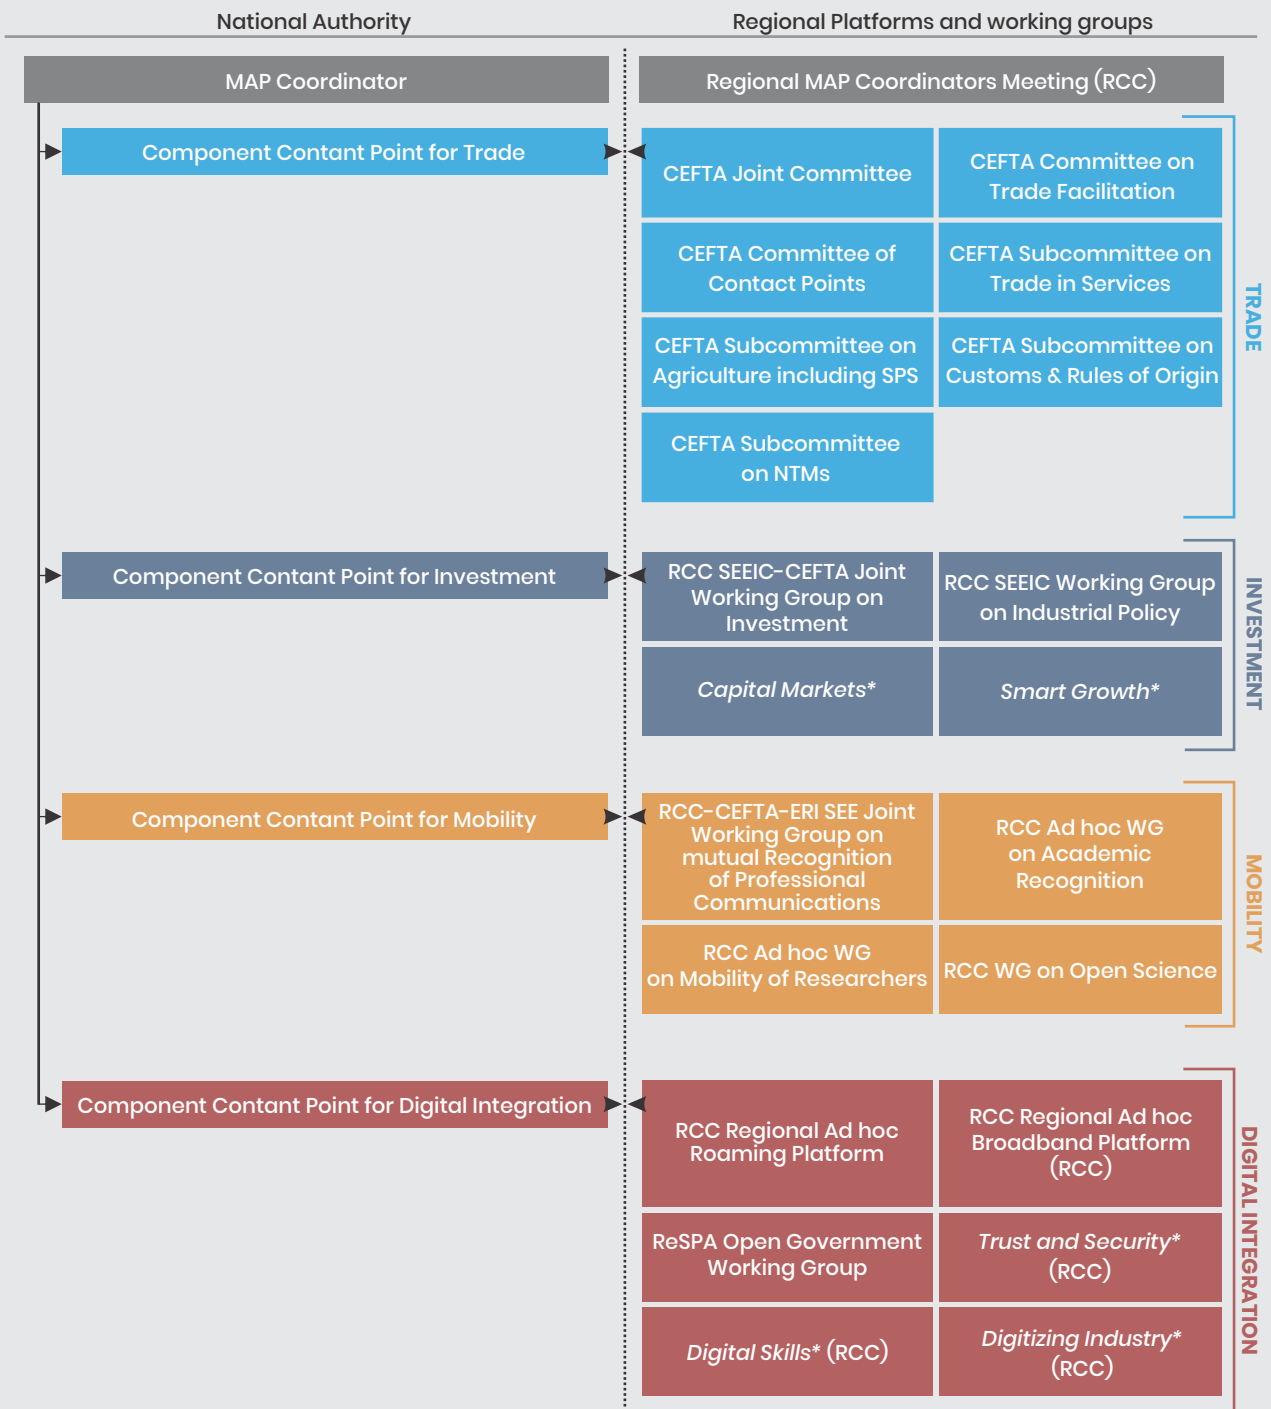 National Authority
Regional Platforms and working groups
MAP Coordinator
Regional MAP Coordinators Meeting (RCC)
Component Contant Point for Trade
CEFTA Joint Committee
CEFTA Committee on
Trade Facilitation
CEFTA Committee of
Contact Points
CEFTA Subcommittee on
Trade in Services
CEFTA Subcommittee on
Agriculture including SPS
CEFTA Subcommittee on
Customs & Rules of Origin
CEFTA Subcommittee
on NTMs
TRADE
Component Contant Point for Investment
RCC SEEIC-CEFTA Joint
Working Group on
Investment
RCC SEEIC Working Group
on Industrial Policy
Capital Markets*
Smart Growth*
INVESTMENT
Component Contant Point for Mobility
RCC-CEFTA-ERI SEE Joint
Working Group on
mutual Recognition
of Professional
Communications
RCC Ad hoc WG
on Academic
Recognition
RCC Ad hoc WG
on Mobility of Researchers
RCC WG on Open Science
MOBILITY
Component Contant Point for Digital Integration
RCC Regional Ad hoc
Roaming Platform
RCC Regional Ad hoc
Broadband Platform
(RCC)
ReSPA Open Government
Working Group
Trust and Security*
(RCC)
Digital Skills* (RCC)
Digitizing Industry*
(RCC)
DIGITAL INTEGRATION